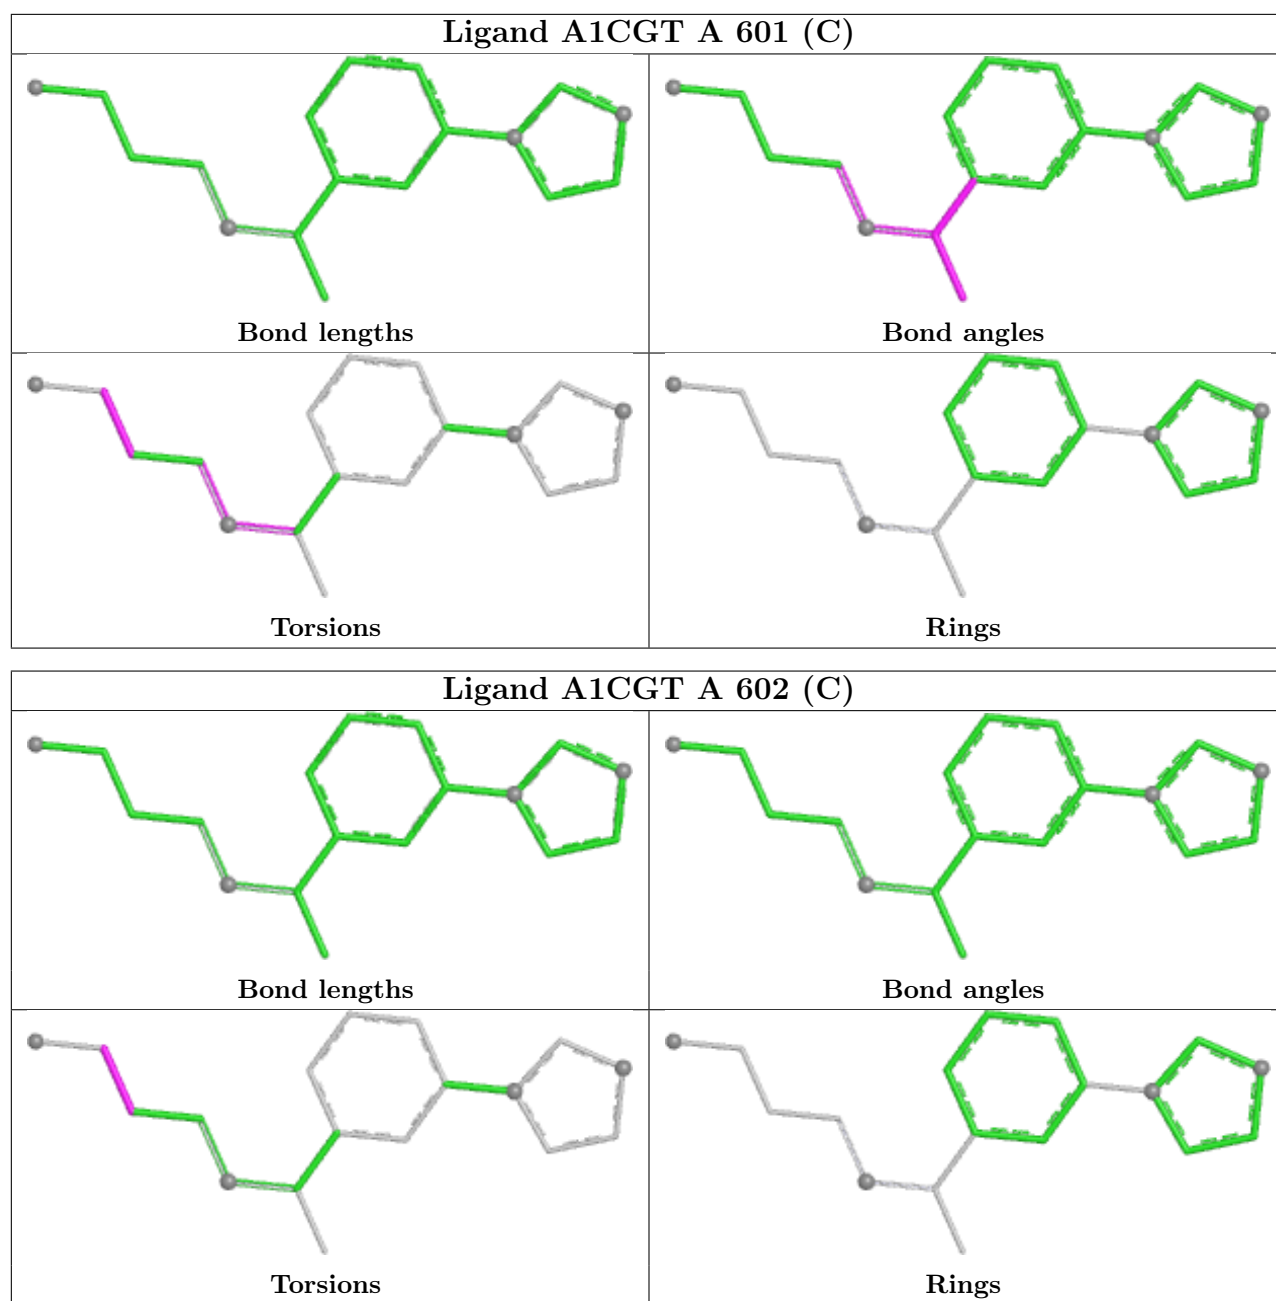 Ligand A1CGT A 601 (C)
Bond lengths
Bond angles
Torsions
Rings
Ligand A1CGT A 602 (C)
Bond lengths
Bond angles
Torsions
Rings